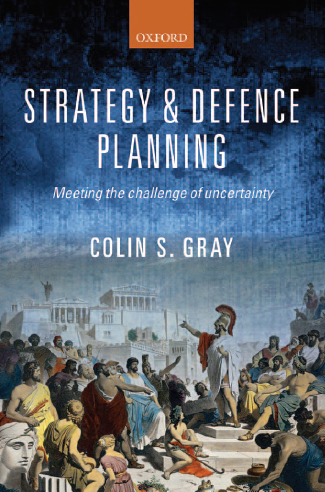 OXFORD
STRATEGY & DEFENCE
PLANNING
Meeting the challenge of uncertainty
COLIN S. GRAY